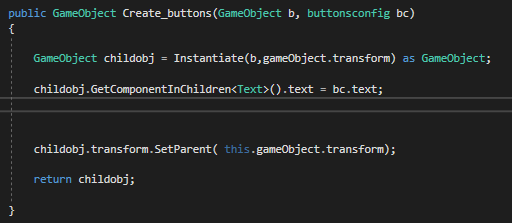 public GameObject Create_buttons(GameObject b, buttonsconfig bc)
{
GameObject childobj = Instantiate(b,gameObject.transform) as GameObject;
childobj.GetComponentInChildren<Text>().text = bc.text;
childobj.transform.SetParent( this.gameObject.transform);
return childobj;
}